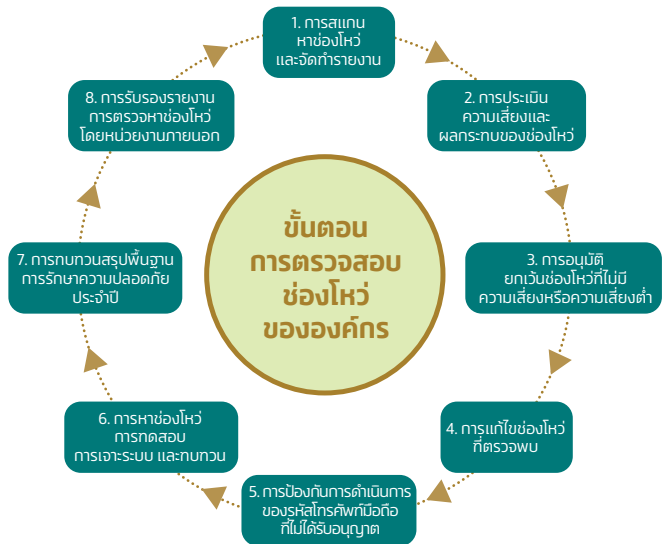 1. การสแกน
หาช่องโหว่
และจัดทำรายงาน
2. การประเมิน
ความเสี่ยงและ
ผลกระทบของช่องโหว่
3. การอนุมัติ
ยกเว้นช่องโหว่ที่ไม่มี
ความเสี่ยงหรือความเสี่ยงต่ำ
4. การแก้ไขช่องโหว่
ที่ตรวจพบ
5. การป้องกันการดำเนินการ
ของรหัสโทรศัพท์มือถือ
ที่ไม่ได้รับอนุญาต
6. การหาช่องโหว่
การทดสอบ
การเจาะระบบ และทบทวน
7. การทบทวนสรุปพื้นฐาน
การรักษาความปลอดภัย
ประจำปี
8. การรับรองรายงาน
การตรวจหาช่องโหว่
โดยหน่วยงานภายนอก
ขั้นตอน
การตรวจสอบ
ช่องโหว่
ขององค์กร